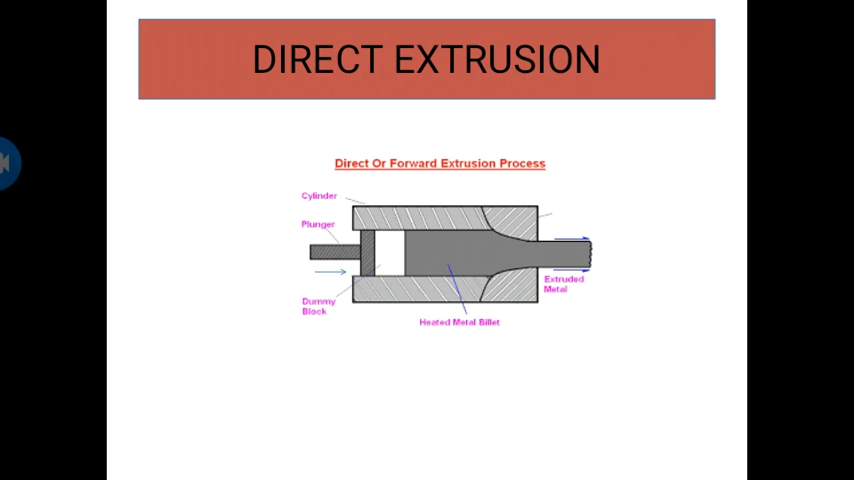 DIRECT EXTRUSION
Direct Or Forward Extrusion Process
Cylinder
Plunger
Dummy
Block
Heated Metal Billet
Extruded
Metal